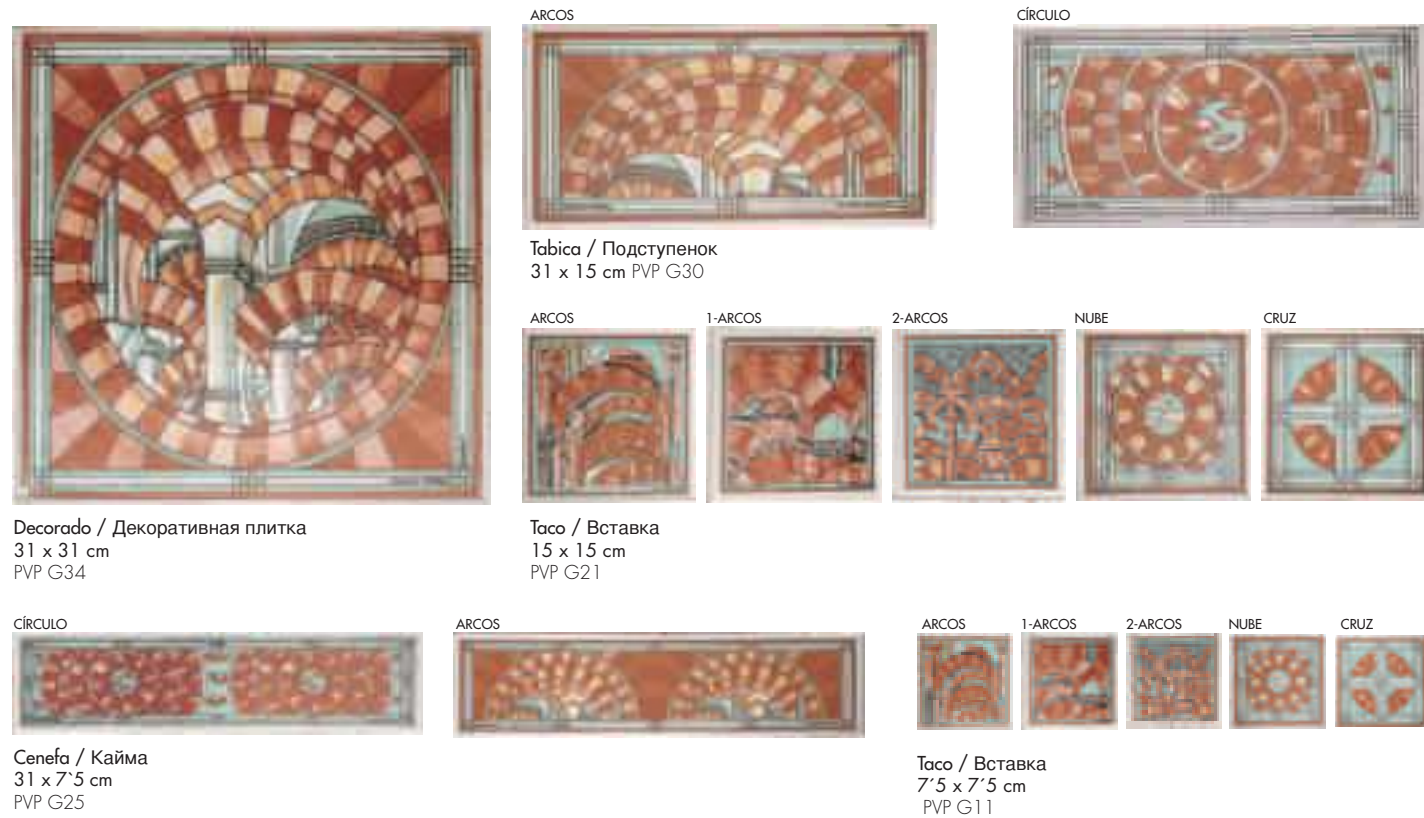 ARCOS
CÍRCULO
Tabica / Подступенок
31 x 15 cm PVP G30
ARCOS
1-ARCOS
2-ARCOS
NUBE
CRUZ
Decorado / Декоративная плитка
31 x 31 cm
PVP G34
Taco / Вставка
15 x 15 cm
PVP G21
CÍRCULO
ARCOS
ARCOS
1-ARCOS
2-ARCOS
NUBE
CRUZ
Cenefa / Кайма
31 x 7`5 cm
PVP G25
Taco / Вставка
7´5 x 7´5 cm
PVP G11